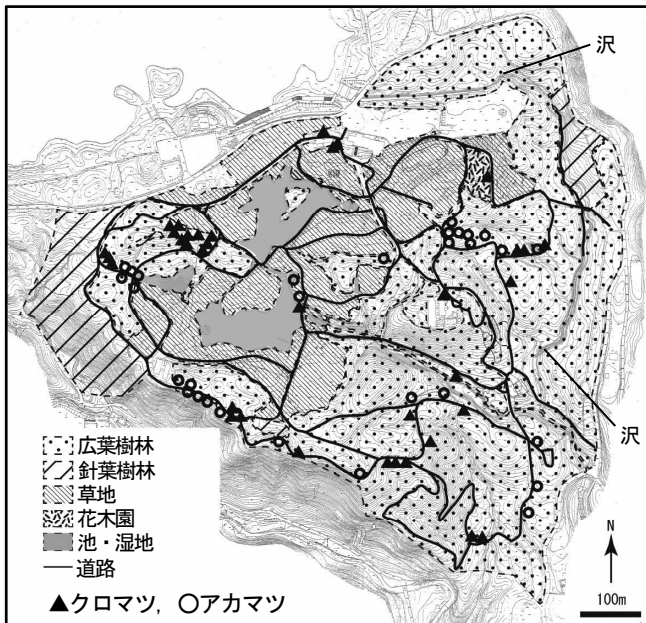 沢
沢
広葉樹林
針葉樹林
草地
花木園
池・湿地
道路
▲クロマツ, ○アカマツ
N
100m